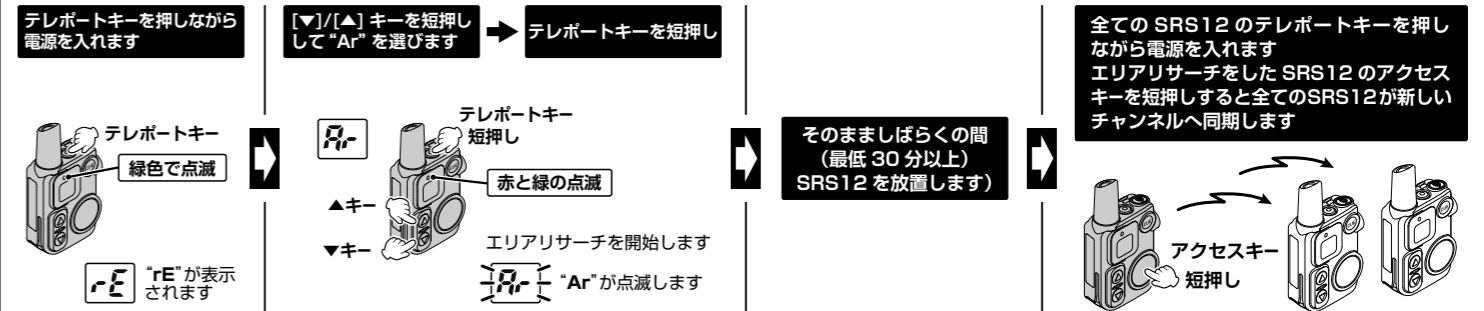 テレポートキーを押しながら
電源を入れます
テレポートキー
緑色で点滅
rE
“rE”が表示
されます
[▼]/[▲] キーを短押し
して“Ar” を選びます
テレポートキーを短押し
Ar
テレポートキー
短押し
赤と緑の点滅
▲キー
▼キー
エリアリサーチを開始します
Ar
“Ar”が点滅します
そのまましばらくの間
(最低 30 分以上)
SRS12 を放置します)
全ての SRS12 のテレポートキーを押し
ながら電源を入れます
エリアリサーチをした SRS12 のアクセス
キーを短押しすると全てのSRS12が新しい
チャンネルへ同期します
アクセスキー
短押し